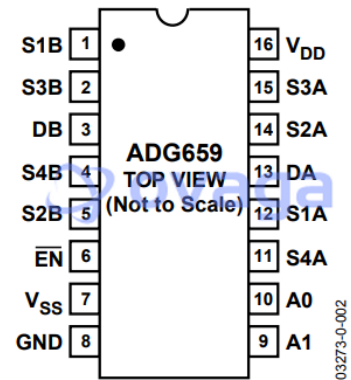 S1B 1 16 VDD
S3B 2 15 S3A
DB 3 14 S2A
ADG659
S4B 4 TOP VIEW 13 DA
S2B 5 (Not to Scale) 12 S1A
EN 6 11 S4A
VSS 7 10 A0
GND 8 9 A1
03273-0-002
ovaga